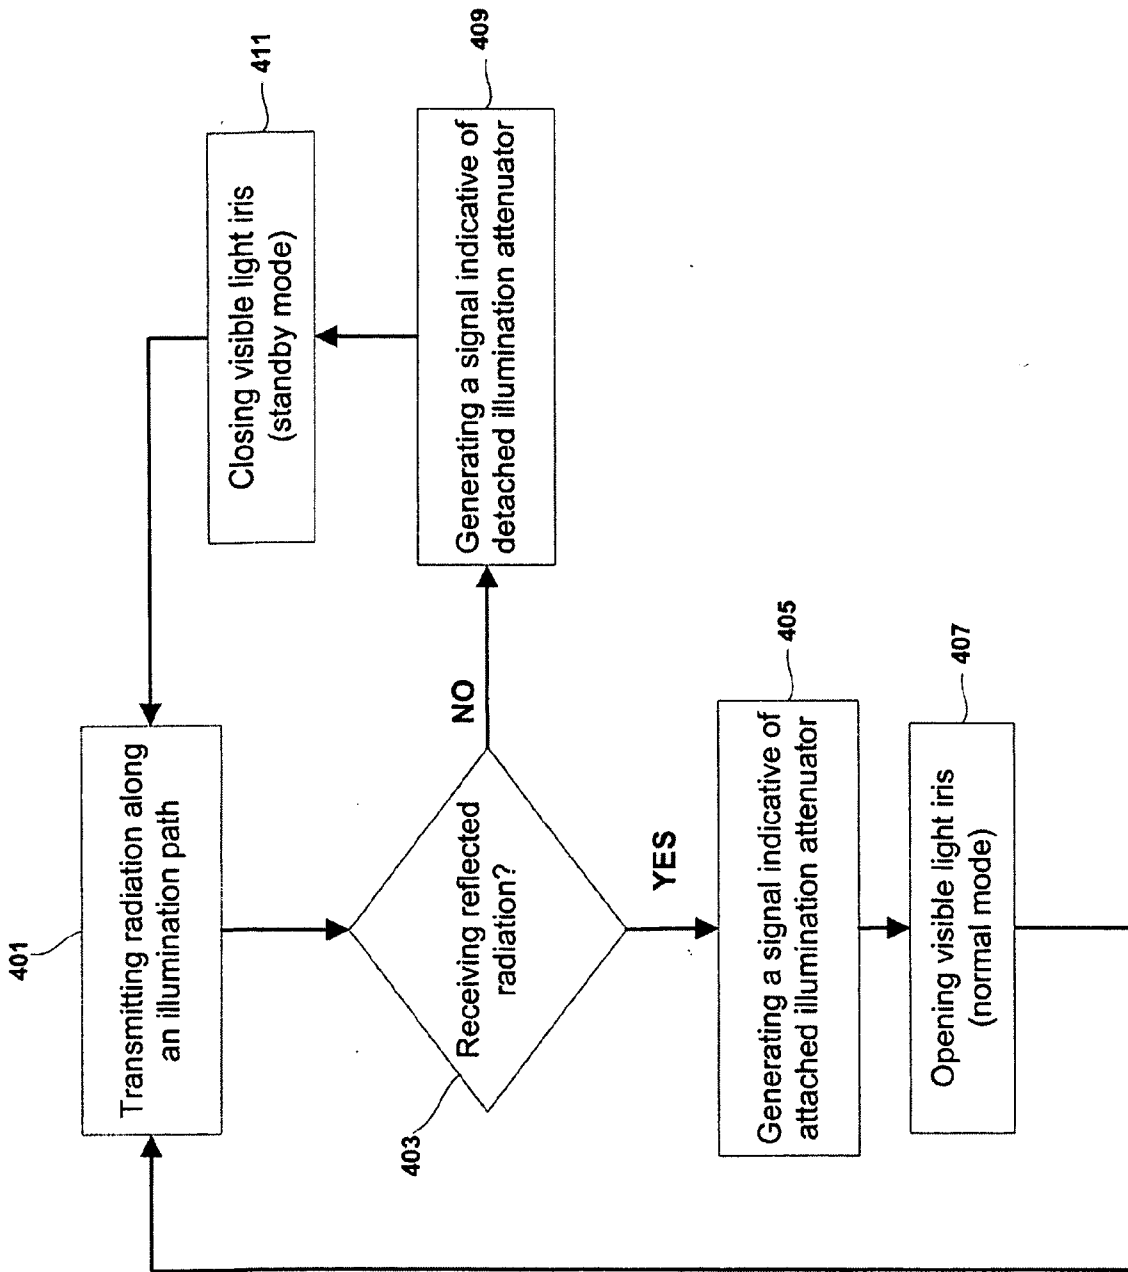 401
Transmitting radiation along
an illumination path
403
Receiving reflected
radiation?
NO
YES
405
Generating a signal indicative of
attached illumination attenuator
407
Opening visible light iris
(normal mode)
409
Generating a signal indicative of
detached illumination attenuator
411
Closing visible light iris
(standby mode)